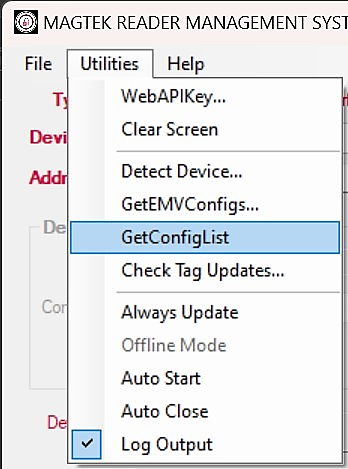 MAGTEK READER MANAGEMENT SYST
File Utilities Help
WebAPIKey...
Clear Screen
Detect Device...
GetEMVConfigs...
GetConfigList
Check Tag Updates...
Always Update
Offline Mode
Auto Start
Auto Close
Log Output
Ty
Devi
Addr
De
Con
De